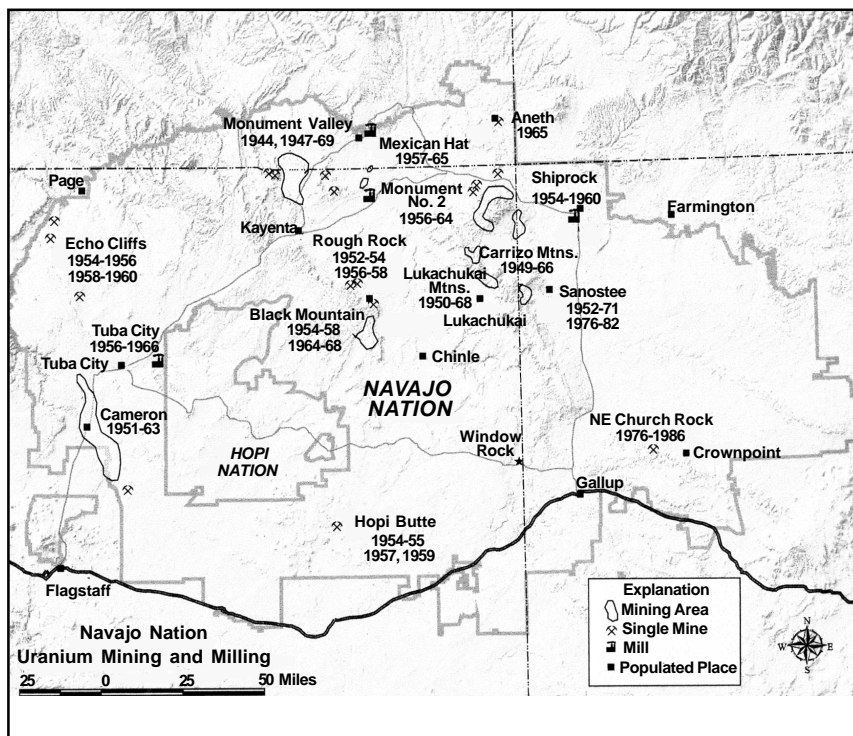 Monument Valley
1944, 1947-69
Aneth
1965
Mexican Hat
1957-65
Page
Monument
No. 2
1956-64
Shiprock
1954-1960
Farmington
Kayenta
Echo Cliffs
1954-1956
1958-1960
Rough Rock
1952-54
1956-58
Carrizo Mtns.
1949-66
Lukachukai
Mtns.
1950-68
Lukachukai
Sanostee
1952-71
1976-82
Black Mountain
1954-58
1964-68
Tuba City
1956-1966
Tuba City
Chinle
NAVAJO
NATION
Cameron
1951-63
HOPI
NATION
Window
Rock
NE Church Rock
1976-1986
Crownpoint
Gallup
Hopi Butte
1954-55
1957, 1959
Flagstaff
Navajo Nation
Uranium Mining and Milling
25 0 25 50 Miles
Explanation
Mining Area
Single Mine
Mill
Populated Place
N
W E
S